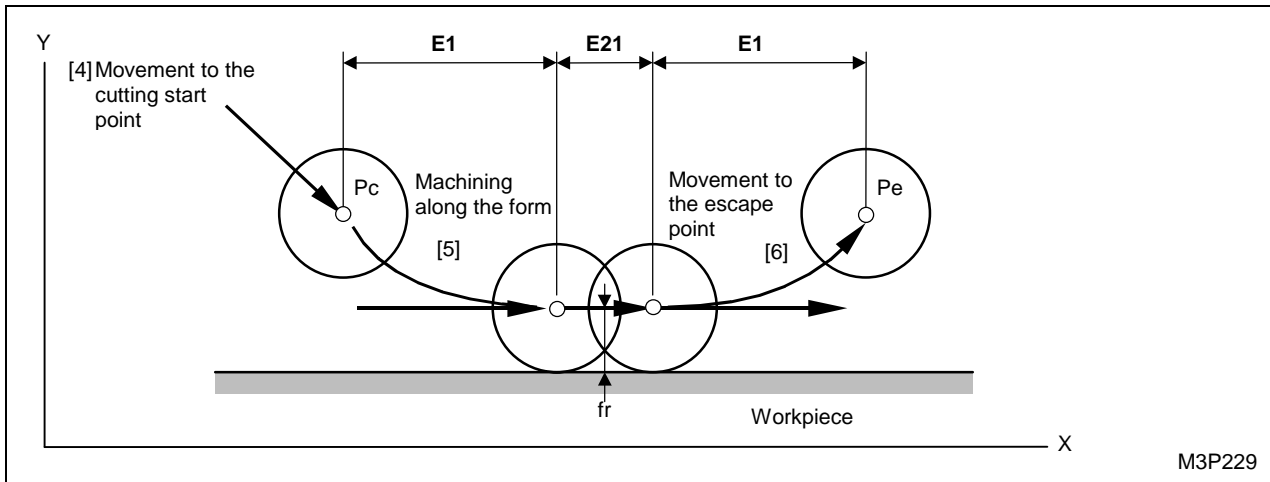 Y
E1
E21
E1
[4] Movement to the
cutting start
point
Pc
Machining
along the form
[5]
Movement to
the escape
point
[6]
Pe
fr
Workpiece
X
M3P229